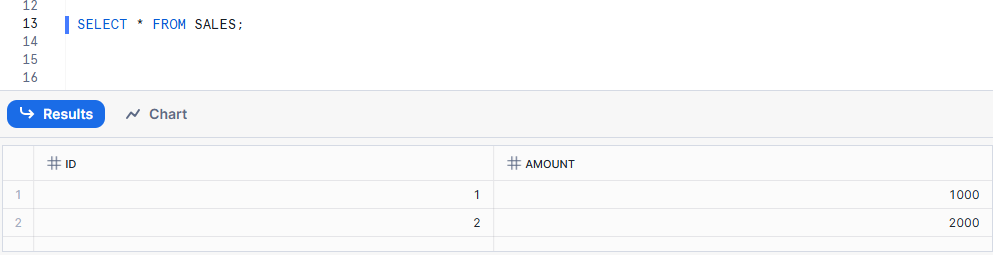 12
13 SELECT * FROM SALES;
14
15
16
Results Chart
ID AMOUNT
1 1 1000
2 2 2000